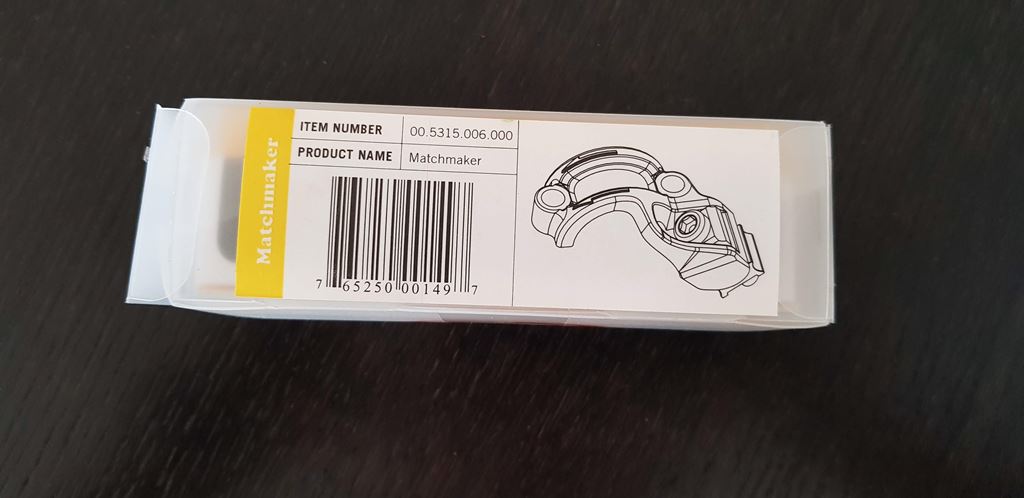 Matchmaker
ITEM NUMBER 00.5315.006.000
PRODUCT NAME Matchmaker
7 65250 00149 7